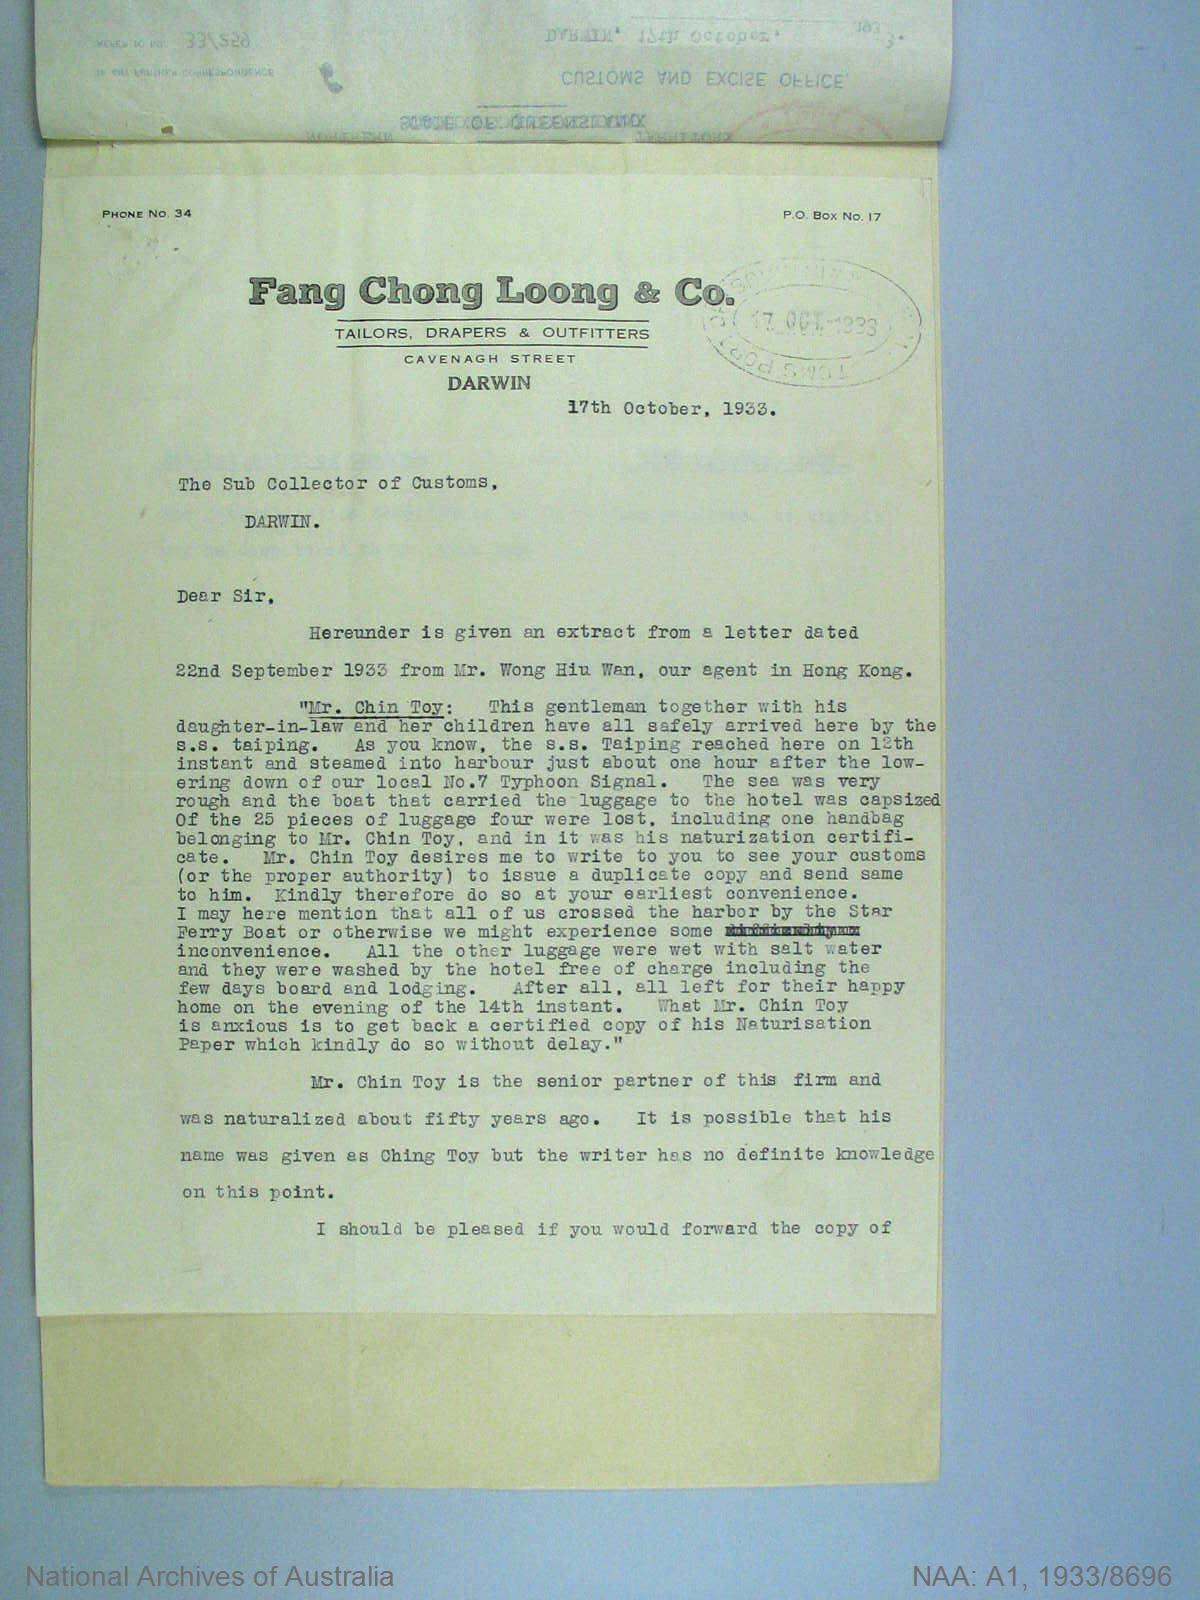 33/259
DARWIN, 17th October, 1933.
CUSTOMS AND EXCISE OFFICE,
STATE OF QUEENSLAND
NORTHERN TERRITORY
PHONE No. 34
P.O. Box No. 17
Fang Chong Loong & Co.
TAILORS, DRAPERS & OUTFITTERS
CAVENAGH STREET
DARWIN
17 OCT 1933
17th October, 1933.
The Sub Collector of Customs,
DARWIN.
Dear Sir,
Hereunder is given an extract from a letter dated
22nd September 1933 from Mr. Wong Hiu Wan, our agent in Hong Kong.
"Mr. Chin Toy: This gentleman together with his
daughter-in-law and her children have all safely arrived here by the
s.s. taiping. As you know, the s.s. Taiping reached here on 12th
instant and steamed into harbour just about one hour after the low-
ering down of our local No.7 Typhoon Signal. The sea was very
rough and the boat that carried the luggage to the hotel was capsized
Of the 25 pieces of luggage four were lost, including one handbag
belonging to Mr. Chin Toy, and in it was his naturization certifi-
cate. Mr. Chin Toy desires me to write to you to see your customs
(or the proper authority) to issue a duplicate copy and send same
to him. Kindly therefore do so at your earliest convenience.
I may here mention that all of us crossed the harbor by the Star
Ferry Boat or otherwise we might experience some
inconvenience. All the other luggage were wet with salt water
and they were washed by the hotel free of charge including the
few days board and lodging. After all, all left for their happy
home on the evening of the 14th instant. What Mr. Chin Toy
is anxious is to get back a certified copy of his Naturisation
Paper which kindly do so without delay."
Mr. Chin Toy is the senior partner of this firm and
was naturalized about fifty years ago. It is possible that his
name was given as Ching Toy but the writer has no definite knowledge
on this point.
I should be pleased if you would forward the copy of
National Archives of Australia
NAA: A1, 1933/8696